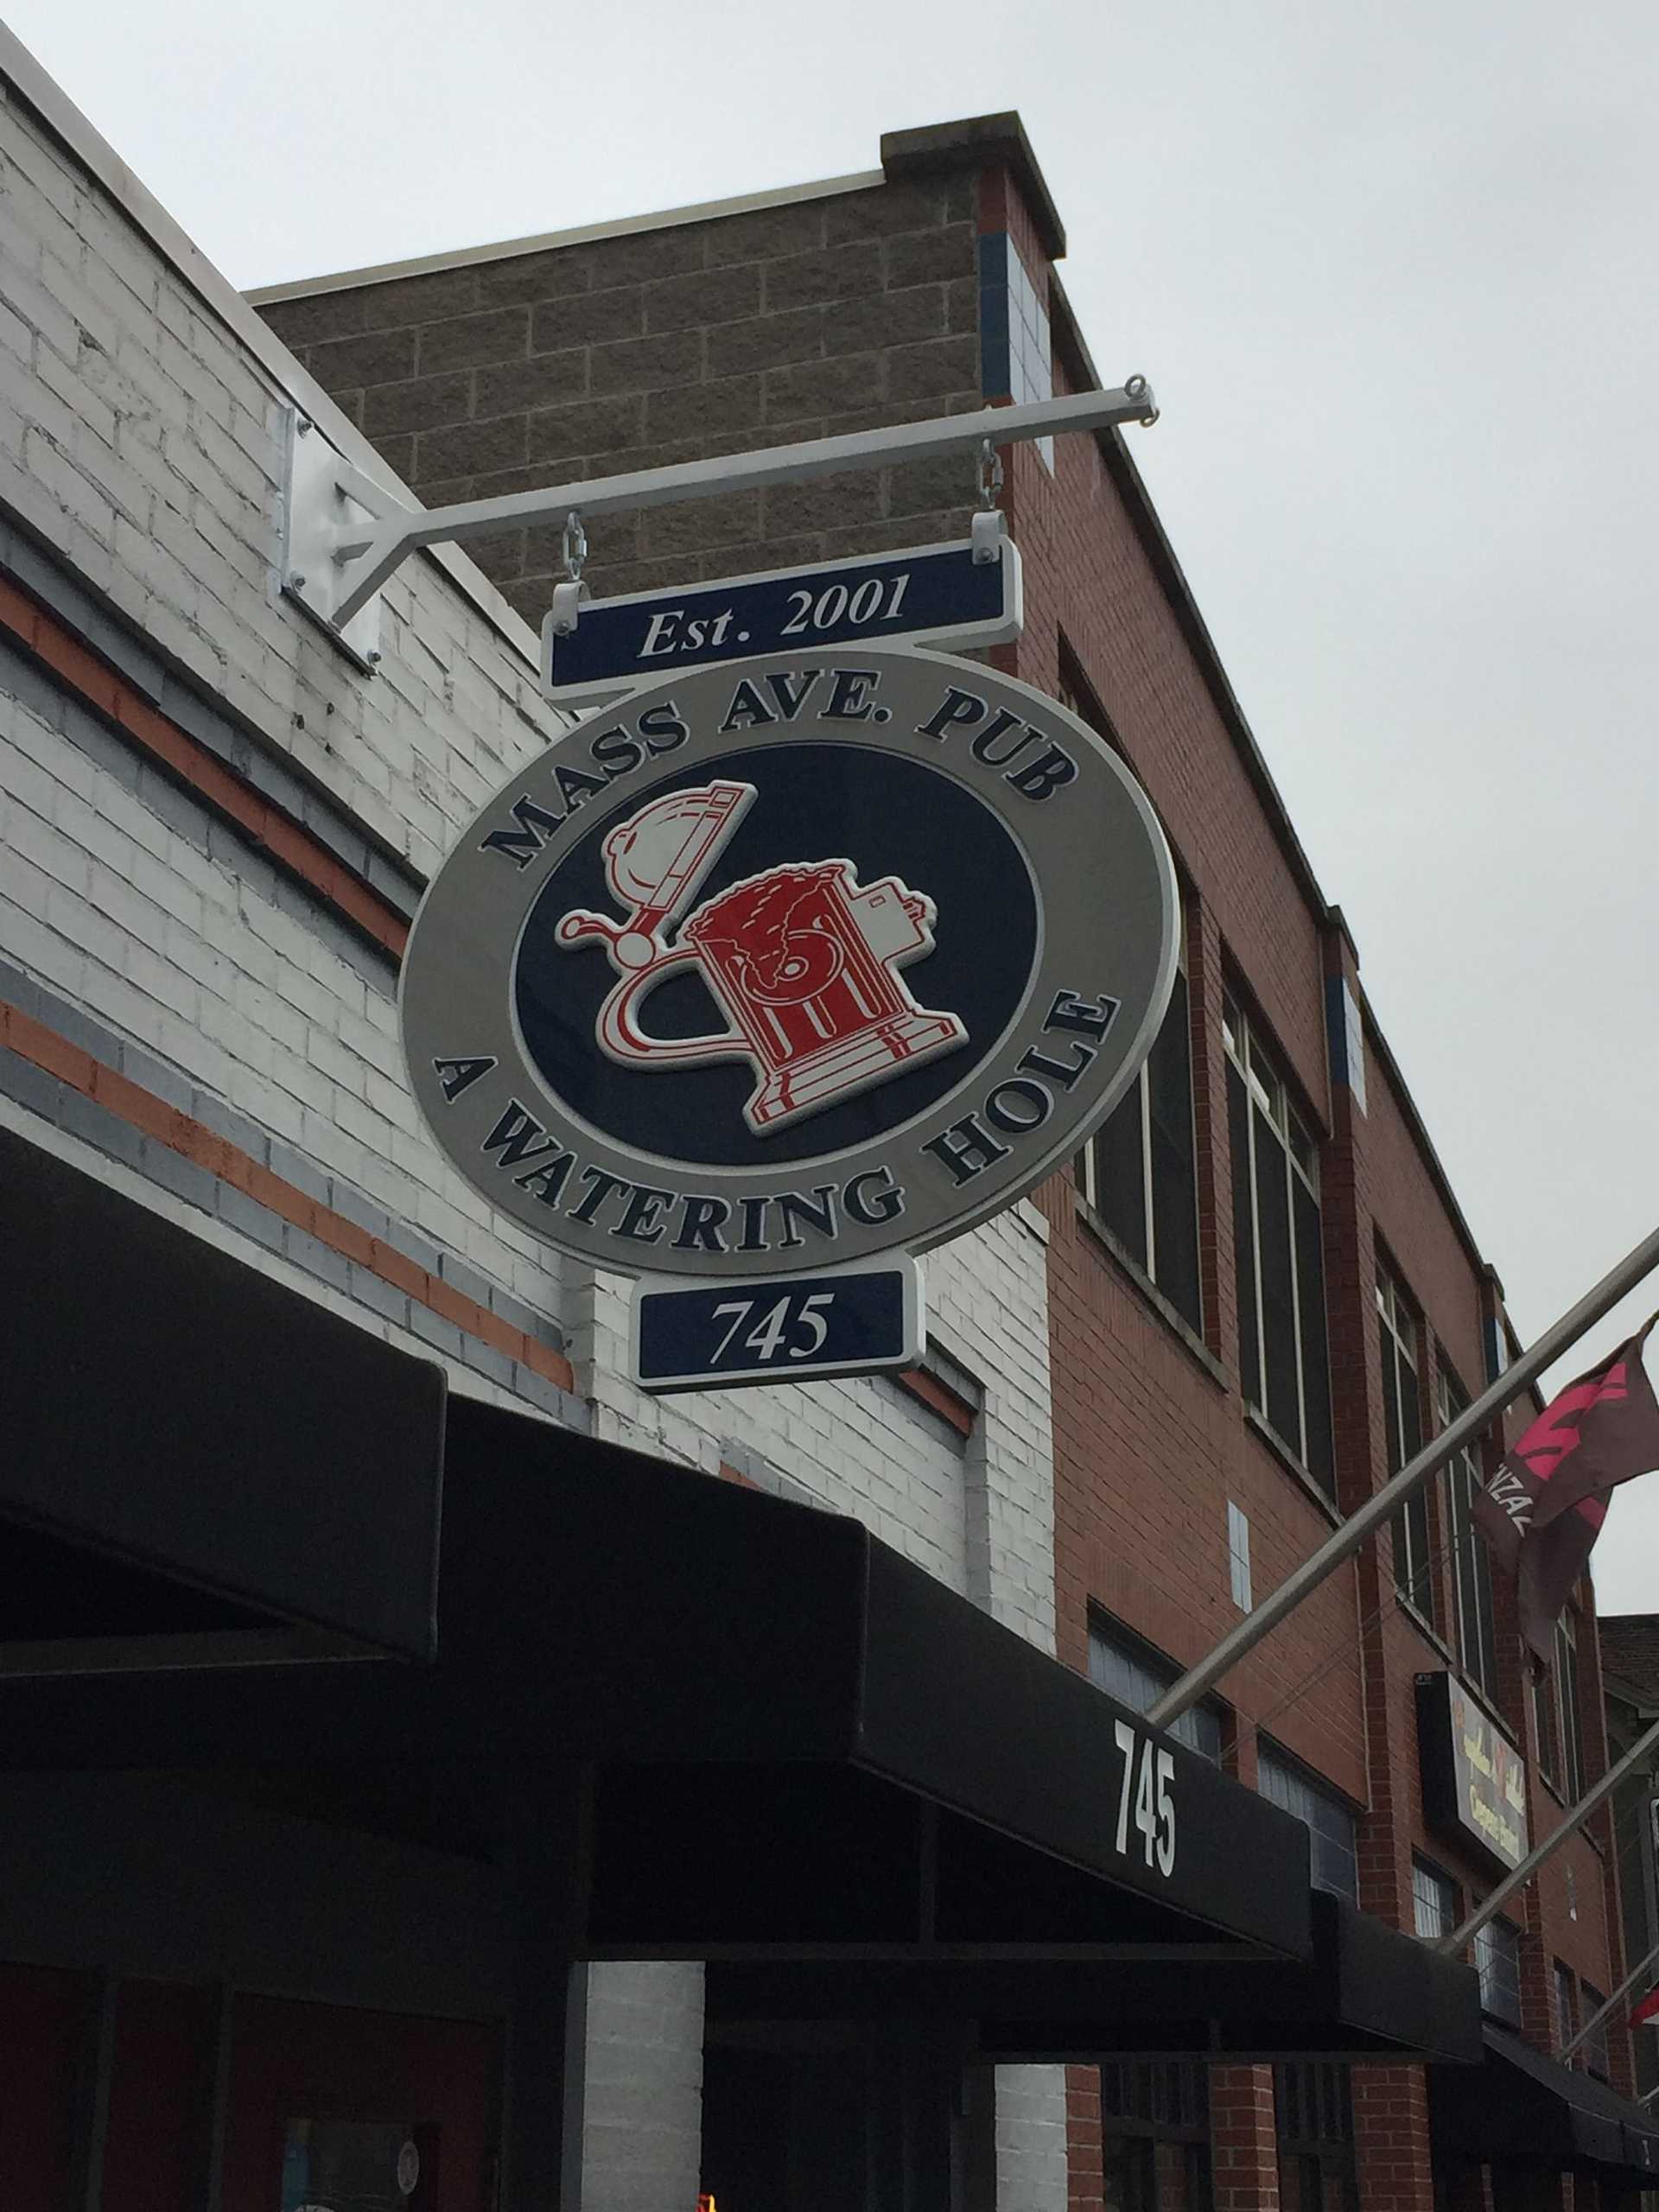 Est. 2001
MASS AVE. PUB
A WATERING HOLE
745
745